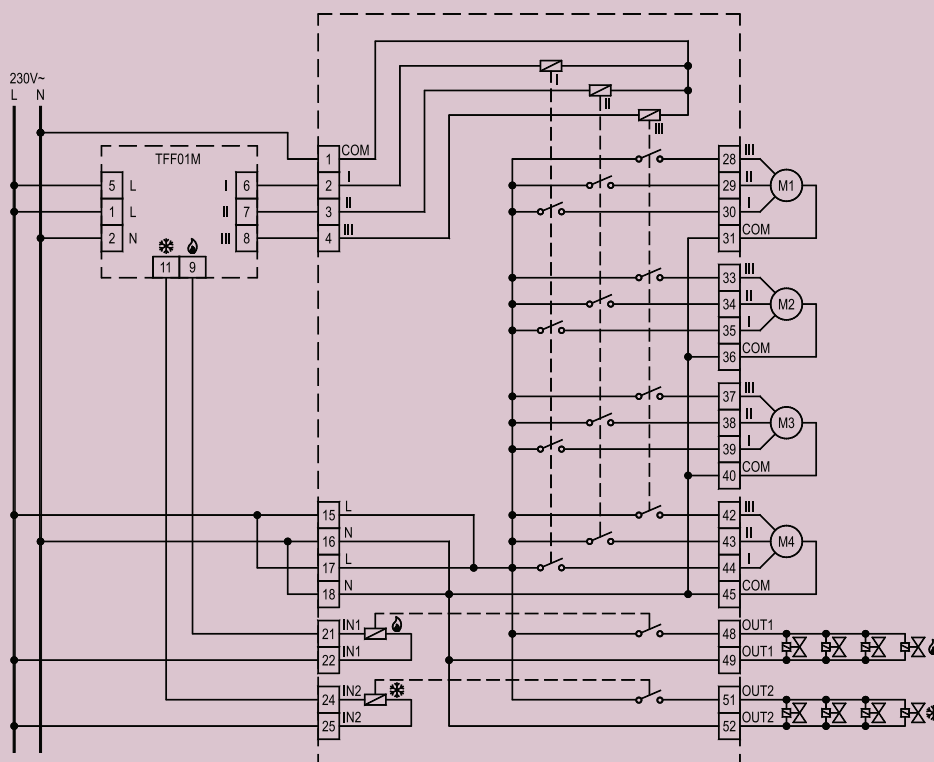 230V~
L N
TFF01M
5 L
1 L
2 N
I 6
II 7
III 8
11 9
1 COM
2 I
3 II
4 III
I
II
III
28 III
29 II
30 I
31 COM
M1
33 III
34 II
35 I
36 COM
M2
37 III
38 II
39 I
40 COM
M3
15 L
16 N
17 L
18 N
42 III
43 II
44 I
45 COM
M4
21 IN1
22 IN1
24 IN2
25 IN2
48 OUT1
49 OUT1
51 OUT2
52 OUT2